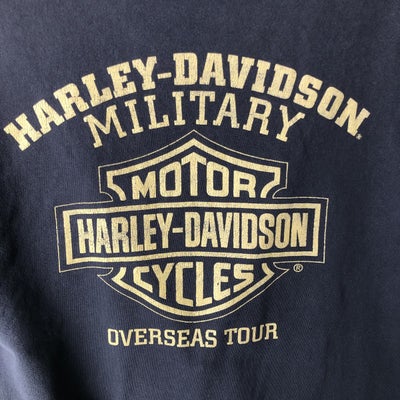 HARLEY-DAVIDSON.
MILITARY
MOTOR
HARLEY-DAVIDSON
CYCLES
®
OVERSEAS TOUR